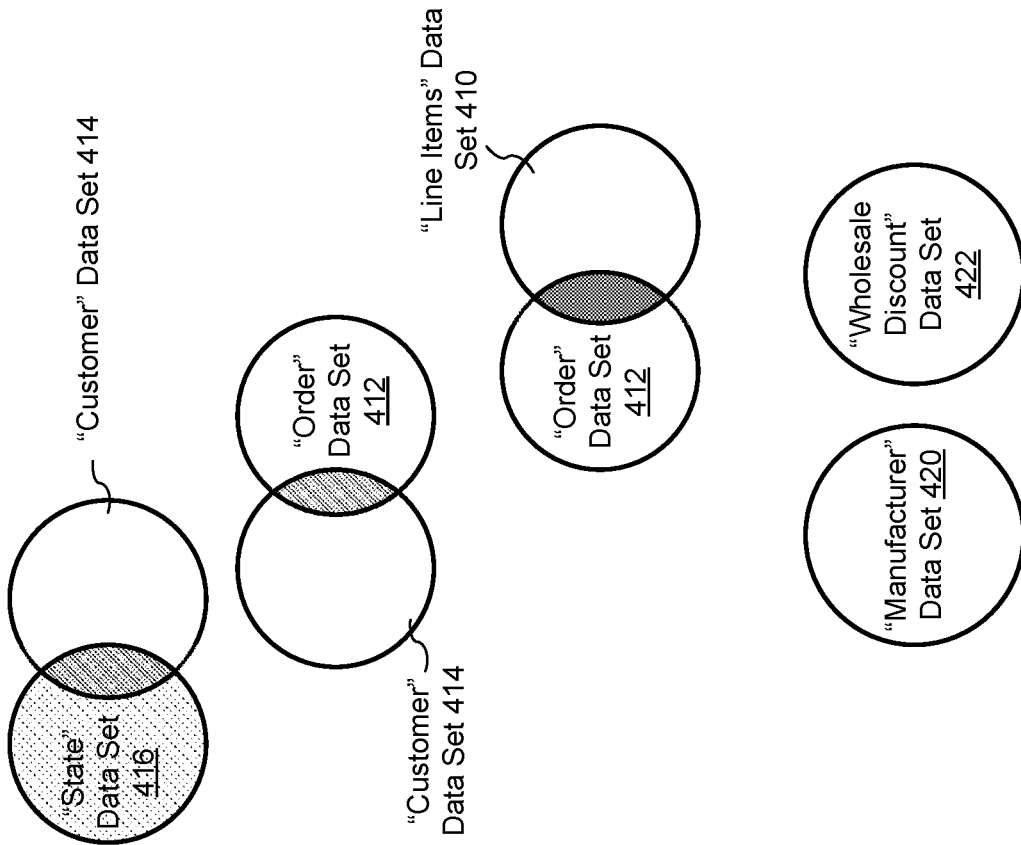 “Customer” Data Set 414
“State”
Data Set
416
“Order”
Data Set
412
“Customer”
Data Set 414
“Line Items” Data
Set 410
“Order”
Data Set
412
“Wholesale
Discount”
Data Set
422
“Manufacturer”
Data Set 420